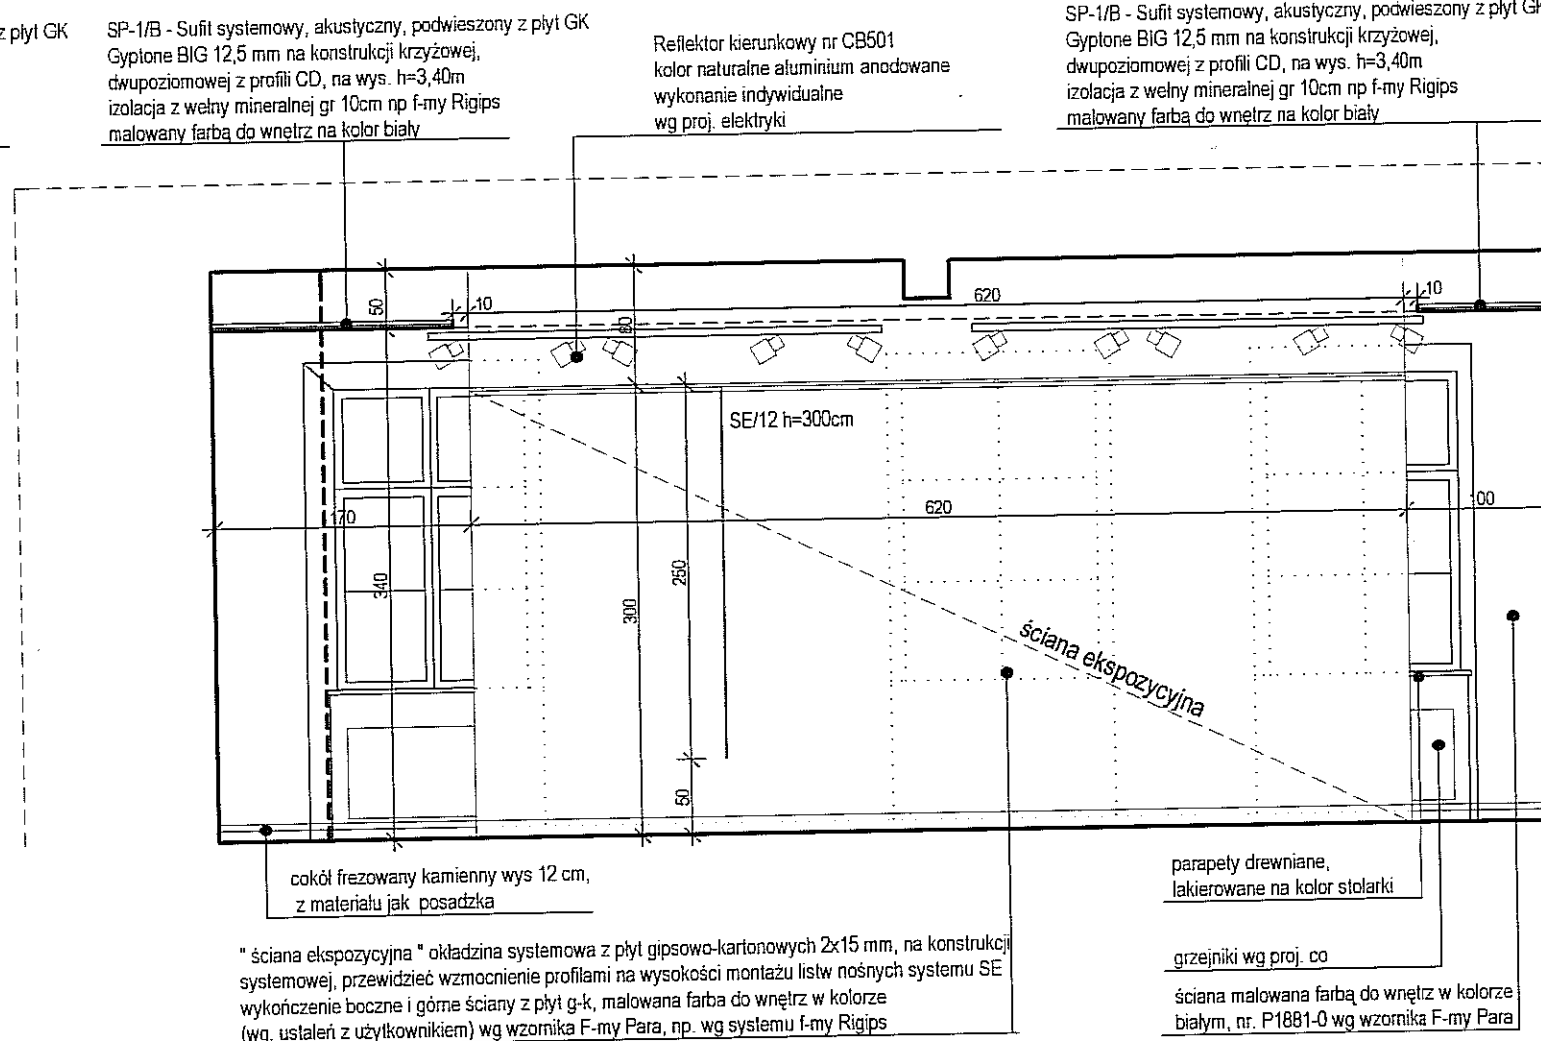 z płyt GK
SP-1/B - Sufit systemowy, akustyczny, podwieszony z płyt GK
Gyptone BIG 12,5 mm na konstrukcji krzyżowej,
dwupoziomowej z profili CD, na wys. h=3,40m
izolacja z wełny mineralnej gr 10cm np f-my Rigips
malowany farbą do wnętrz na kolor biały
Reflektor kierunkowy nr CB501
kolor naturalne aluminium anodowane
wykonanie indywidualne
wg proj. elektryki
SP-1/B - Sufit systemowy, akustyczny, podwieszony z płyt GK
Gyptone BIG 12,5 mm na konstrukcji krzyżowej,
dwupoziomowej z profili CD, na wys. h=3,40m
izolacja z wełny mineralnej gr 10cm np f-my Rigips
malowany farbą do wnętrz na kolor biały
50
10
80
620
10
SE/12 h=300cm
170
620
00
340
300
250
50
ściana ekspozycyjna
cokół frezowany kamienny wys 12 cm,
z materiału jak posadzka
parapety drewniane,
lakierowane na kolor stolarki
" ściana ekspozycyjna " okładzina systemowa z płyt gipsowo-kartonowych 2x15 mm, na konstrukcji
systemowej, przewidzieć wzmocnienie profilami na wysokości montażu listw nośnych systemu SE
wykończenie boczne i górne ściany z płyt g-k, malowana farba do wnętrz w kolorze
(wg. ustaleń z użytkownikiem) wg wzornika F-my Para, np. wg systemu f-my Rigips
grzejniki wg proj. co
ściana malowana farbą do wnętrz w kolorze
białym, nr. P1881-0 wg wzornika F-my Para